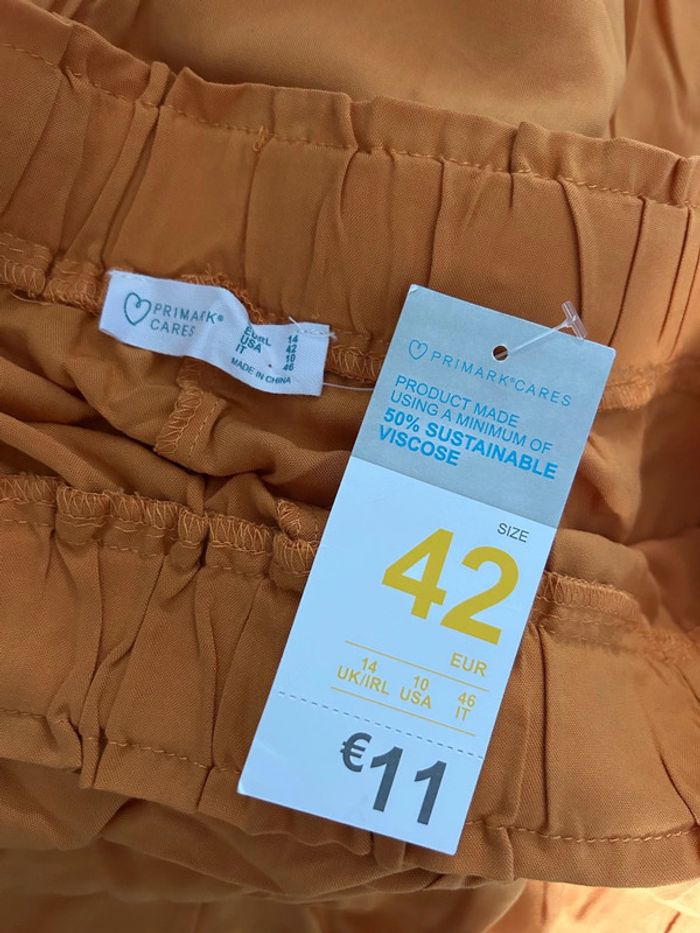 PRIMARK®
CARES
14
EUR 42
USA 10
IT 46
MADE IN CHINA
PRIMARK®CARES
PRODUCT MADE
USING A MINIMUM OF
50% SUSTAINABLE
VISCOSE
SIZE
42
EUR
14 10 46
UK/IRL USA IT
€11